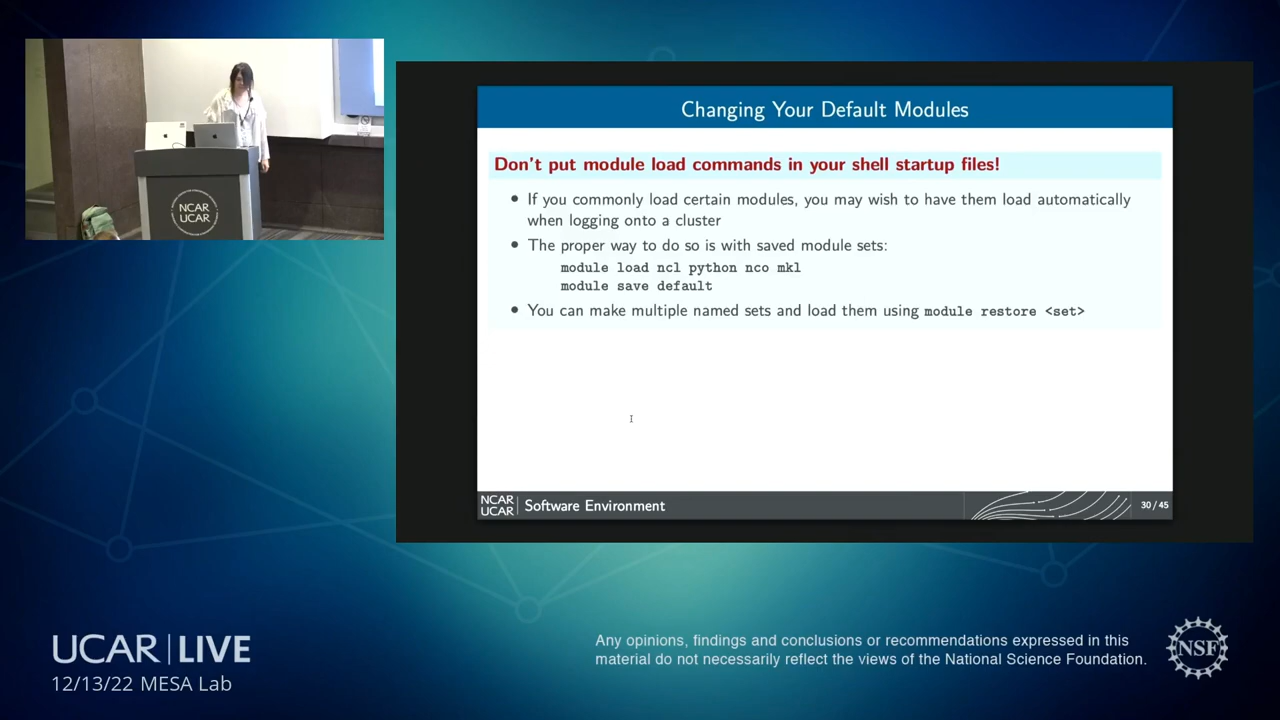 NCAR
UCAR
Changing Your Default Modules
Don't put module load commands in your shell startup files!
• If you commonly load certain modules, you may wish to have them load automatically
when logging onto a cluster
• The proper way to do so is with saved module sets:
module load ncl python nco mkl
module save default
• You can make multiple named sets and load them using module restore <set>
NCAR
UCAR
Software Environment
30 / 45
UCAR | LIVE
12/13/22 MESA Lab
Any opinions, findings and conclusions or recommendations expressed in this
material do not necessarily reflect the views of the National Science Foundation.
NSF